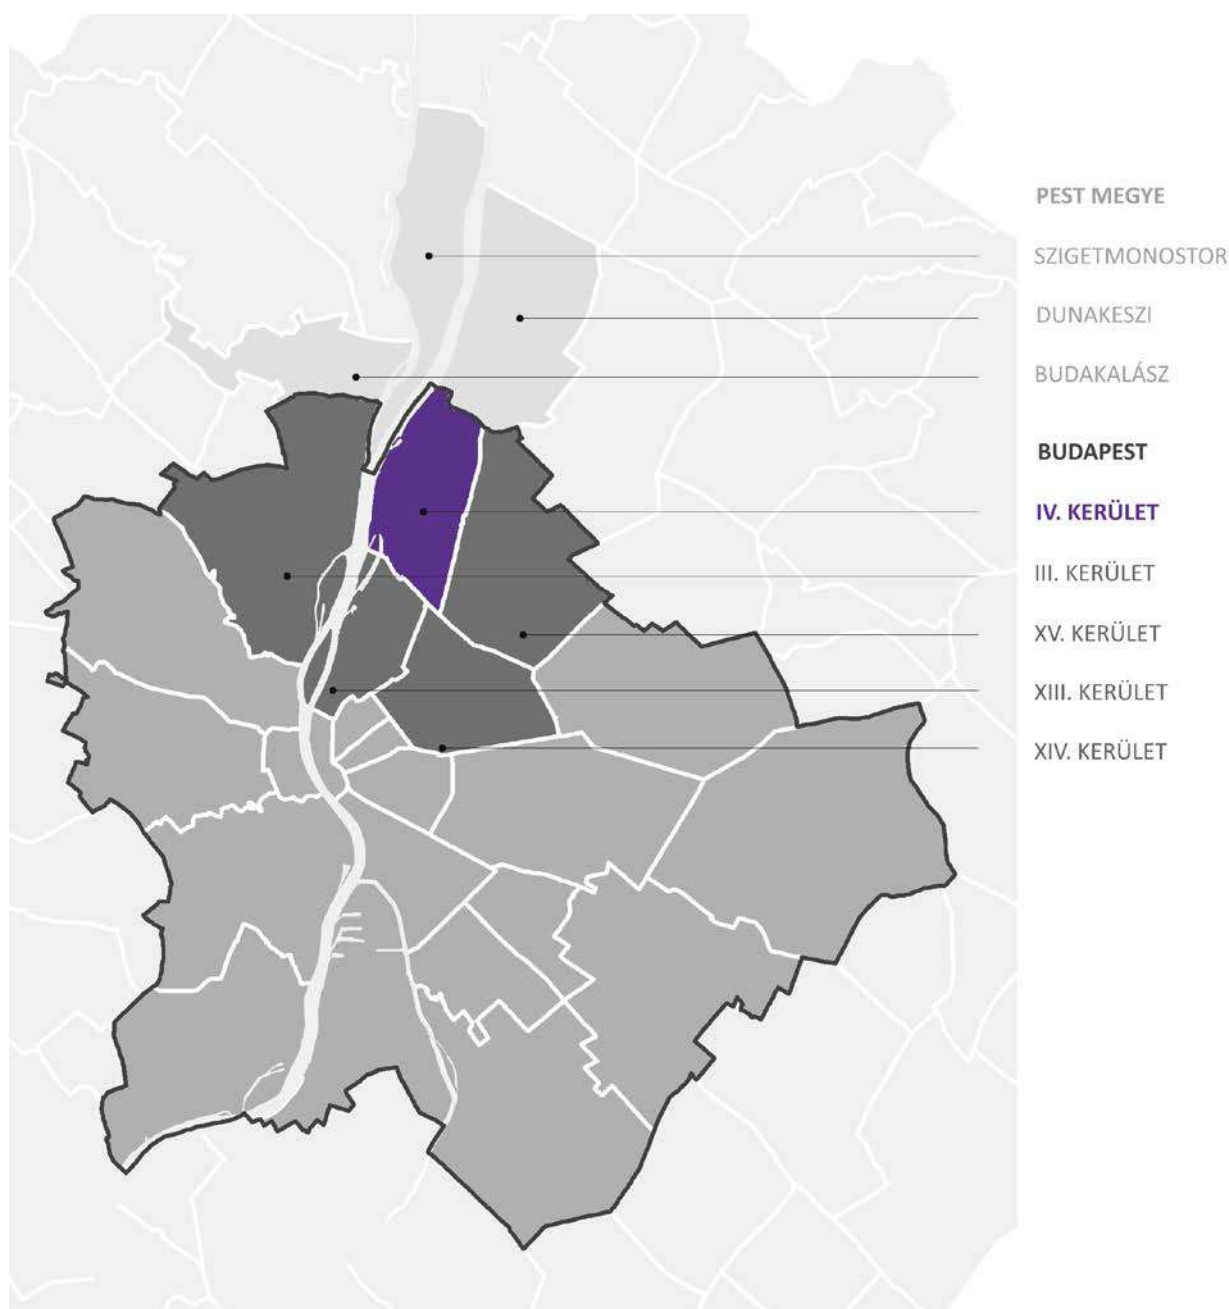 PEST MEGYE
SZIGETMONOSTOR
DUNAKESZI
BUDAKALÁSZ
BUDAPEST
IV. KERÜLET
III. KERÜLET
XV. KERÜLET
XIII. KERÜLET
XIV. KERÜLET